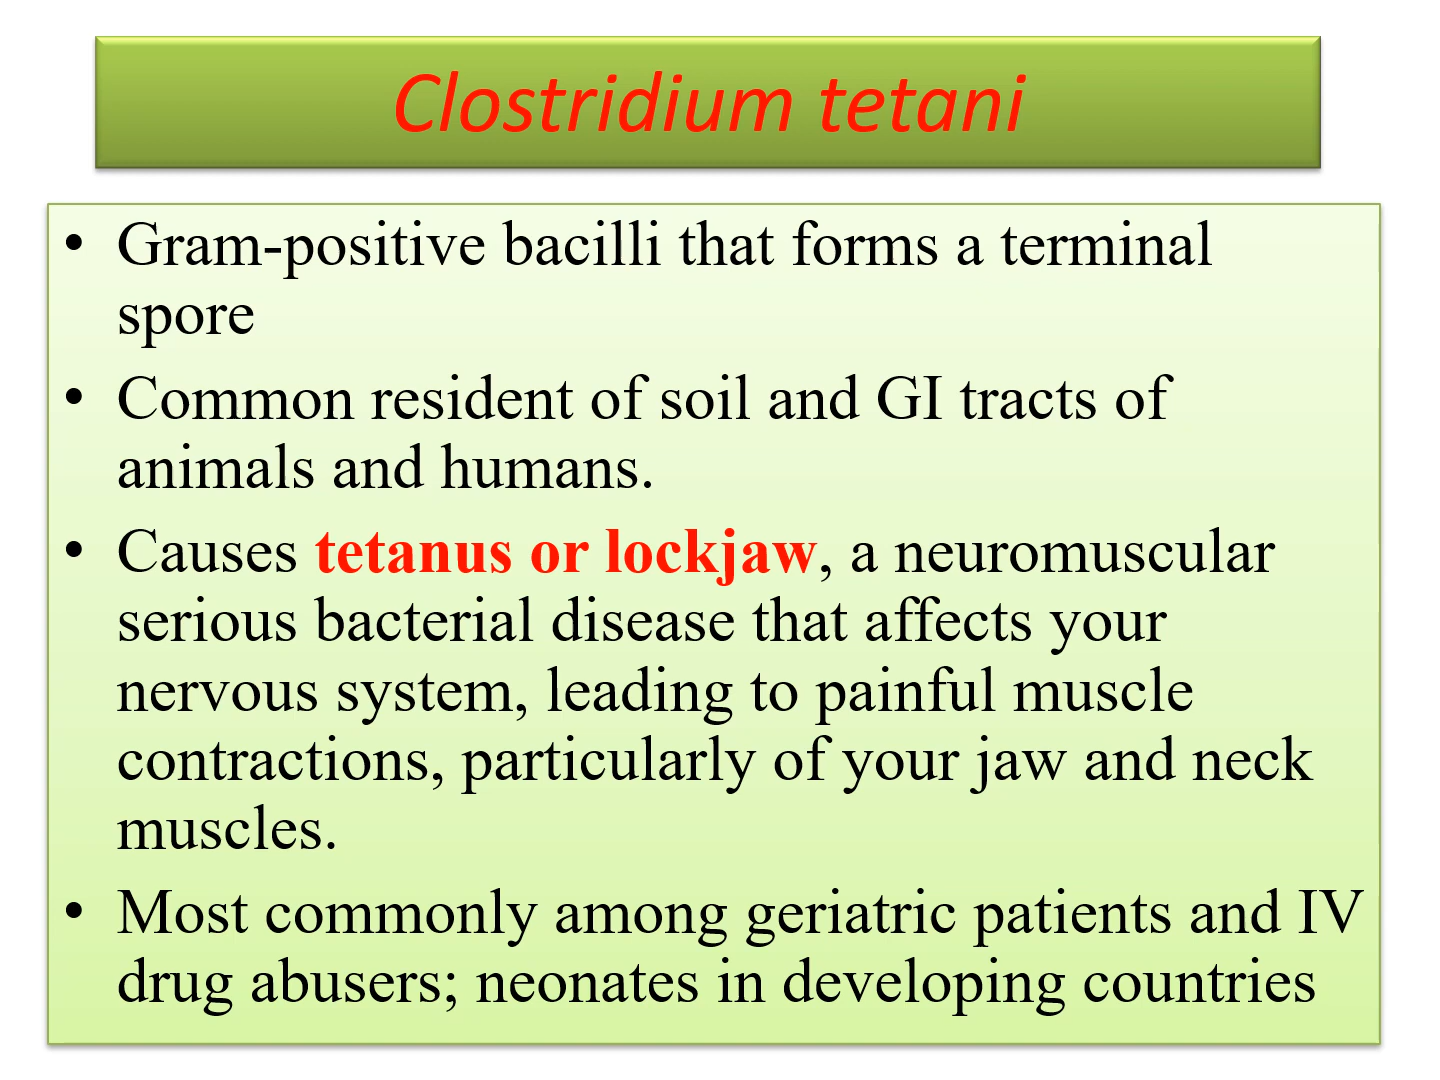 Clostridium tetani
• Gram-positive bacilli that forms a terminal
spore
• Common resident of soil and GI tracts of
animals and humans.
• Causes tetanus or lockjaw, a neuromuscular
serious bacterial disease that affects your
nervous system, leading to painful muscle
contractions, particularly of your jaw and neck
muscles.
• Most commonly among geriatric patients and IV
drug abusers; neonates in developing countries